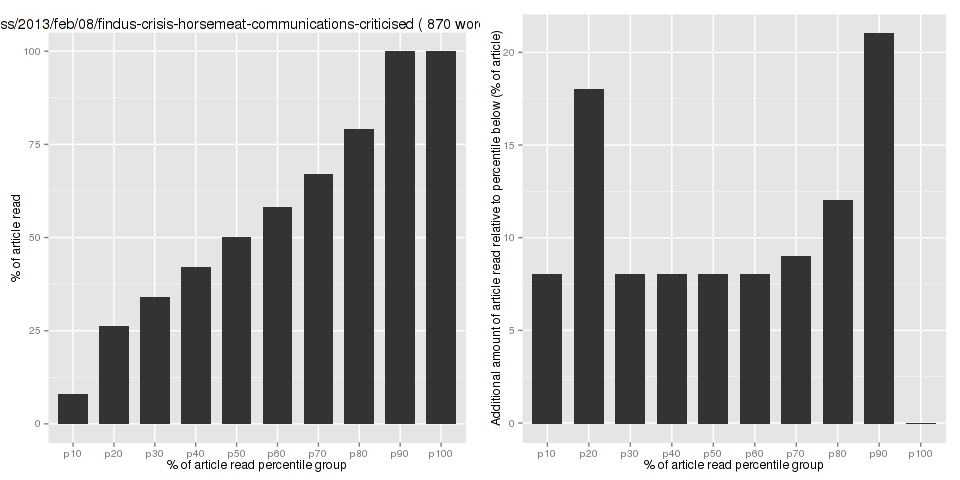 ss/2013/feb/08/findus-crisis-horsemeat-communications-criticised ( 870 wor
% of article read
100
75
50
25
0
p10 p20 p30 p40 p50 p60 p70 p80 p90 p100
% of article read percentile group
Additional amount of article read relative to percentile below (% of article)
20
15
10
5
0
p10 p20 p30 p40 p50 p60 p70 p80 p90 p100
% of article read percentile group